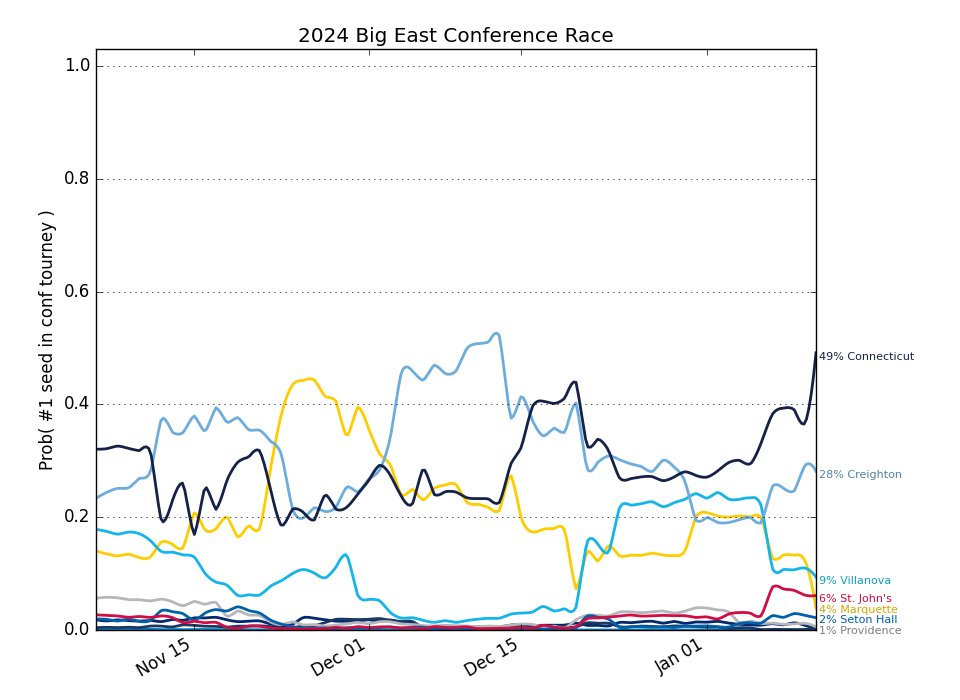 2024 Big East Conference Race
Prob( #1 seed in conf tourney )
1.0
0.8
0.6
0.4
0.2
0.0
Nov 15
Dec 01
Dec 15
Jan 01
49% Connecticut
28% Creighton
9% Villanova
6% St. John's
4% Marquette
2% Seton Hall
1% Providence